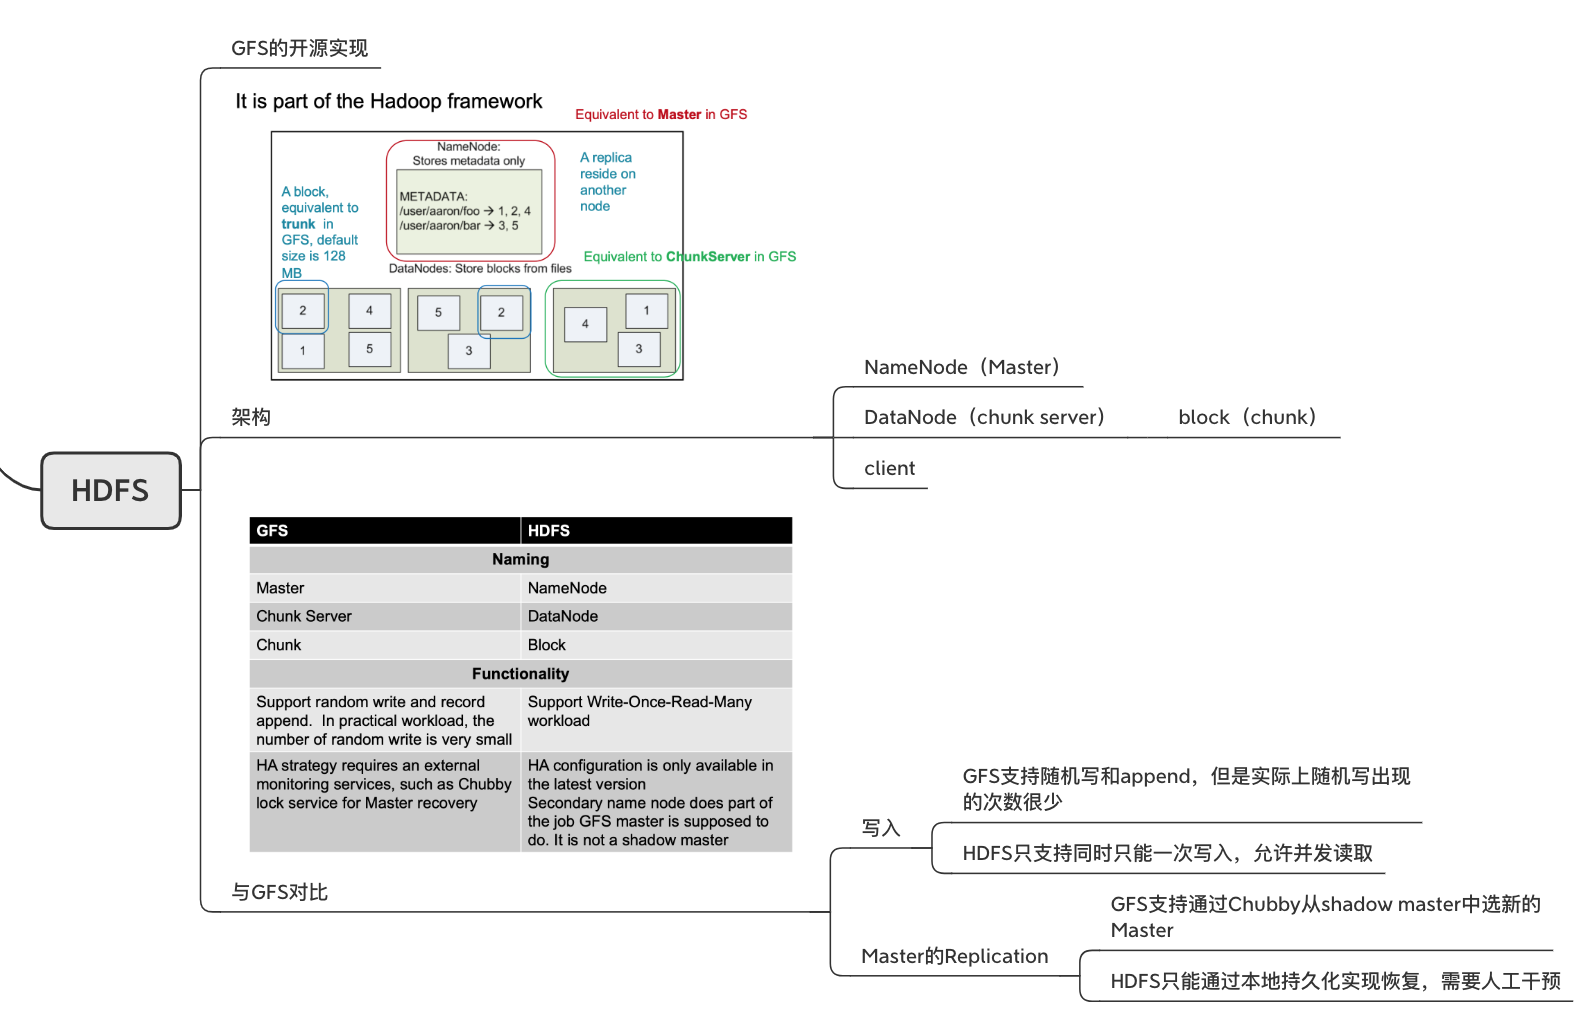 GFS的开源实现
It is part of the Hadoop framework
Equivalent to Master in GFS
NameNode:
Stores metadata only
METADATA:
/user/aaron/foo → 1, 2, 4
/user/aaron/bar → 3, 5
A replica
reside on
another
node
A block,
equivalent to
trunk in
GFS, default
size is 128
MB
Equivalent to ChunkServer in GFS
DataNodes: Store blocks from files
2
4
1
5
5
2
3
4
1
3
架构
NameNode（Master）
DataNode（chunk server）
block（chunk）
client
HDFS
GFS
HDFS
Naming
Master
NameNode
Chunk Server
DataNode
Chunk
Block
Functionality
Support random write and record
append. In practical workload, the
number of random write is very small
Support Write-Once-Read-Many
workload
HA strategy requires an external
monitoring services, such as Chubby
lock service for Master recovery
HA configuration is only available in
the latest version
Secondary name node does part of
the job GFS master is supposed to
do. It is not a shadow master
与GFS对比
写入
GFS支持随机写和append，但是实际上随机写出现
的次数很少
HDFS只支持同时只能一次写入，允许并发读取
Master的Replication
GFS支持通过Chubby从shadow master中选新的
Master
HDFS只能通过本地持久化实现恢复，需要人工干预